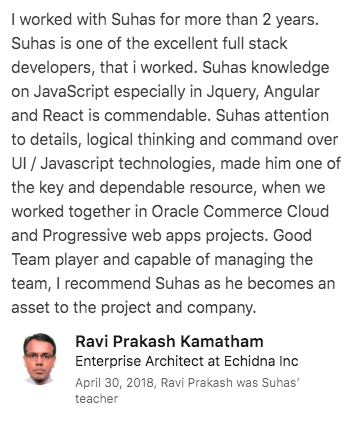 I worked with Suhas for more than 2 years.
Suhas is one of the excellent full stack
developers, that i worked. Suhas knowledge
on JavaScript especially in Jquery, Angular
and React is commendable. Suhas attention
to details, logical thinking and command over
UI / Javascript technologies, made him one of
the key and dependable resource, when we
worked together in Oracle Commerce Cloud
and Progressive web apps projects. Good
Team player and capable of managing the
team, I recommend Suhas as he becomes an
asset to the project and company.
Ravi Prakash Kamatham
Enterprise Architect at Echidna Inc
April 30, 2018, Ravi Prakash was Suhas’
teacher